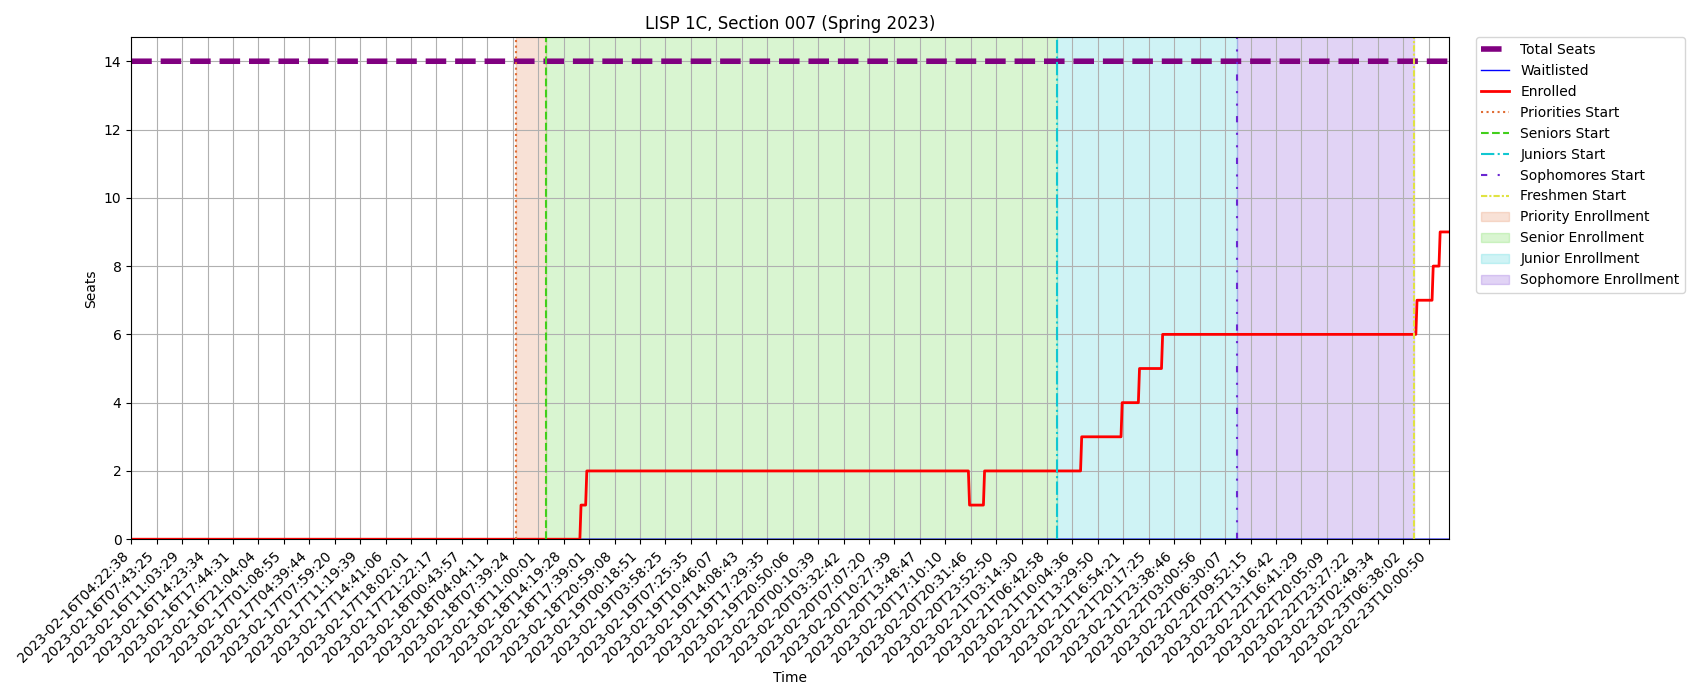 LISP 1C, Section 007 (Spring 2023)
14
12
10
8
6
4
2
0
Seats
2023-02-16T04:22:38
2023-02-16T07:43:25
2023-02-16T11:03:29
2023-02-16T14:23:34
2023-02-16T17:44:31
2023-02-16T21:04:04
2023-02-17T01:08:55
2023-02-17T04:39:44
2023-02-17T07:59:20
2023-02-17T11:19:39
2023-02-17T14:41:06
2023-02-17T18:02:01
2023-02-17T21:22:17
2023-02-18T00:43:57
2023-02-18T04:04:11
2023-02-18T07:39:24
2023-02-18T11:00:01
2023-02-18T14:19:28
2023-02-18T17:39:01
2023-02-18T20:59:08
2023-02-19T00:18:51
2023-02-19T03:58:25
2023-02-19T07:25:35
2023-02-19T10:46:07
2023-02-19T14:08:43
2023-02-19T17:29:35
2023-02-19T20:50:06
2023-02-20T00:10:39
2023-02-20T03:32:42
2023-02-20T07:07:20
2023-02-20T10:27:39
2023-02-20T13:48:47
2023-02-20T17:10:10
2023-02-20T20:31:46
2023-02-20T23:52:50
2023-02-21T03:14:30
2023-02-21T06:42:58
2023-02-21T10:04:36
2023-02-21T13:29:50
2023-02-21T16:54:21
2023-02-21T20:17:25
2023-02-21T23:38:46
2023-02-22T03:00:56
2023-02-22T06:30:07
2023-02-22T09:52:15
2023-02-22T13:16:42
2023-02-22T16:41:29
2023-02-22T20:05:09
2023-02-22T23:27:22
2023-02-23T02:49:34
2023-02-23T06:38:02
2023-02-23T10:00:50
Time
Total Seats
Waitlisted
Enrolled
Priorities Start
Seniors Start
Juniors Start
Sophomores Start
Freshmen Start
Priority Enrollment
Senior Enrollment
Junior Enrollment
Sophomore Enrollment